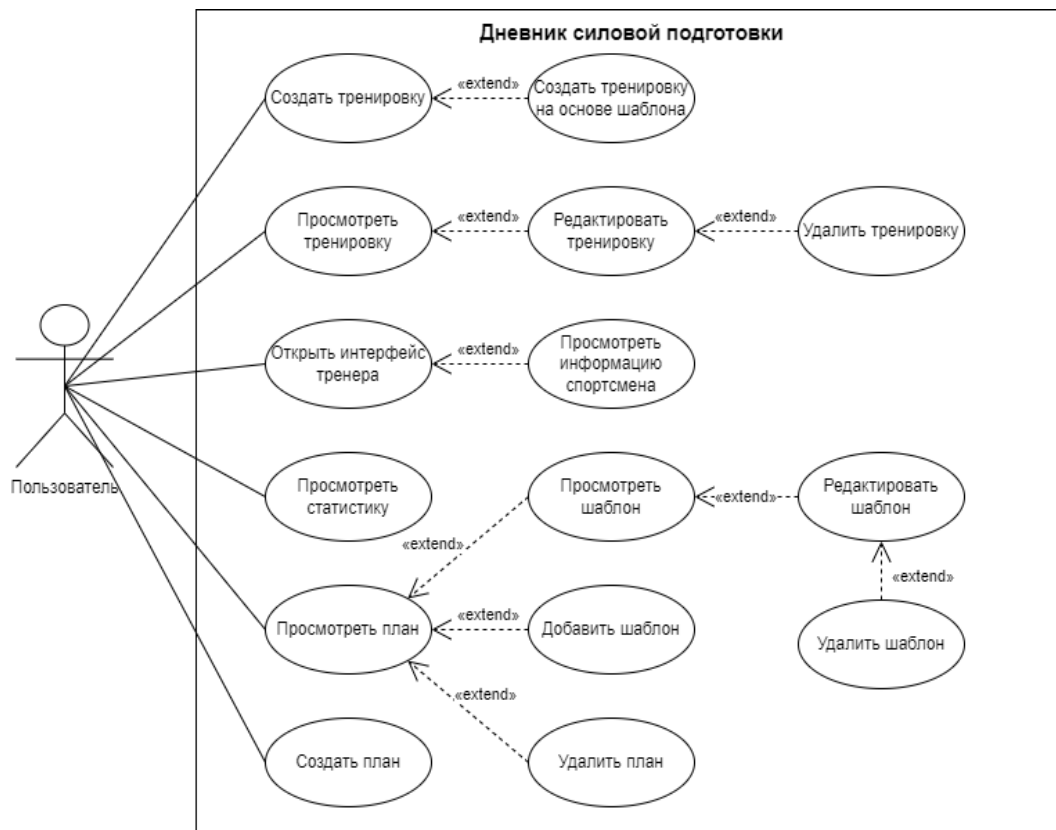 Дневник силовой подготовки
Создать тренировку
«extend»
Создать тренировку
на основе шаблона
Просмотреть
тренировку
«extend»
Редактировать
тренировку
«extend»
Удалить тренировку
Открыть интерфейс
тренера
«extend»
Просмотреть
информацию
спортсмена
Пользователь
Просмотреть
статистику
Просмотреть
шаблон
«extend»
Редактировать
шаблон
«extend»
«extend»
Просмотреть план
«extend»
Добавить шаблон
Удалить шаблон
«extend»
Создать план
Удалить план